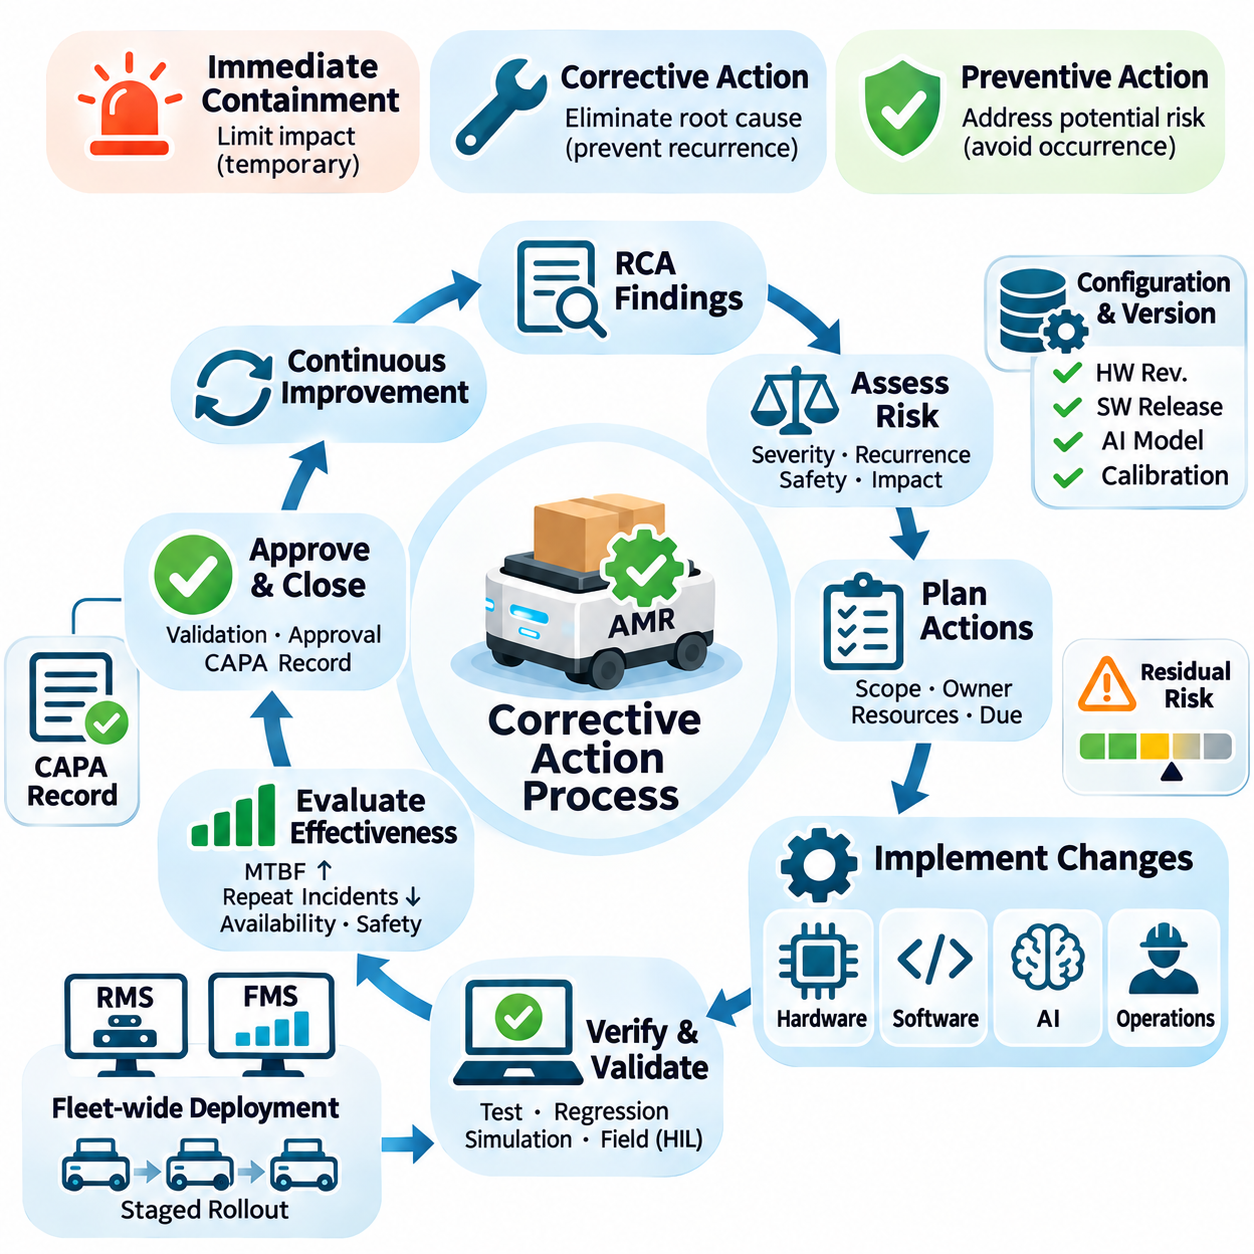 Immediate
Containment
Limit impact
(temporary)
Corrective Action
Eliminate root cause
(prevent recurrence)
Preventive Action
Address potential risk
(avoid occurrence)
RCA
Findings
Configuration
& Version
HW Rev.
SW Release
AI Model
Calibration
Continuous
Improvement
Assess
Risk
Severity · Recurrence
Safety · Impact
Approve
& Close
Validation · Approval
CAPA Record
AMR
Corrective
Action
Process
Plan
Actions
Scope · Owner
Resources · Due
Residual
Risk
CAPA
Record
Evaluate
Effectiveness
MTBF ↑
Repeat Incidents ↓
Availability · Safety
Implement Changes
Hardware
Software
AI
Operations
RMS
FMS
Fleet-wide Deployment
Staged Rollout
Verify &
Validate
Test · Regression
Simulation · Field (HIL)